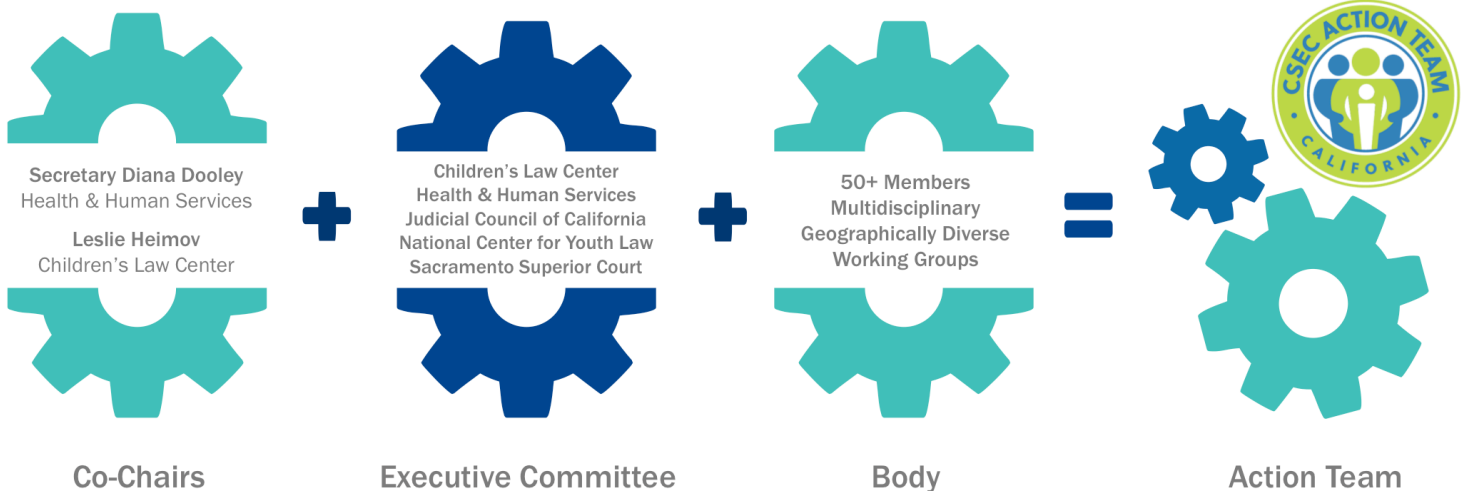 Secretary Diana Dooley
Health & Human Services
Leslie Heimov
Children's Law Center
Co-Chairs
Children's Law Center
Health & Human Services
Judicial Council of California
National Center for Youth Law
Sacramento Superior Court
Executive Committee
50+ Members
Multidisciplinary
Geographically Diverse
Working Groups
Body
CSEC ACTION TEAM
• CALIFORNIA •
Action Team